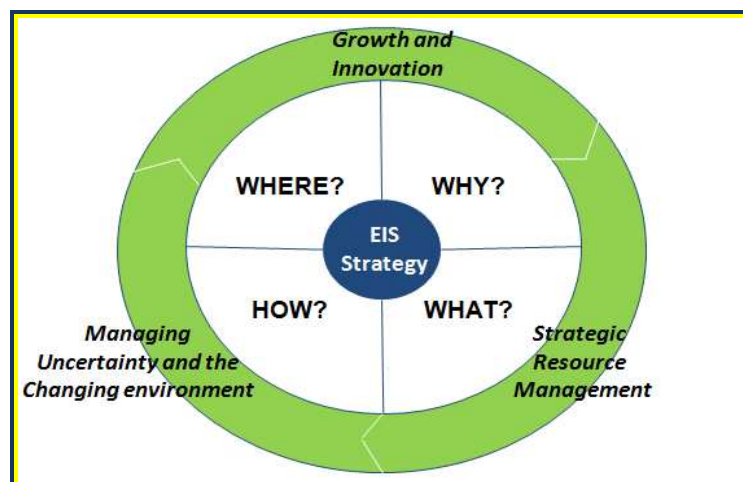 Growth and
Innovation
WHERE?
WHY?
EIS
Strategy
HOW?
WHAT?
Managing
Uncertainty and the
Changing environment
Strategic
Resource
Management